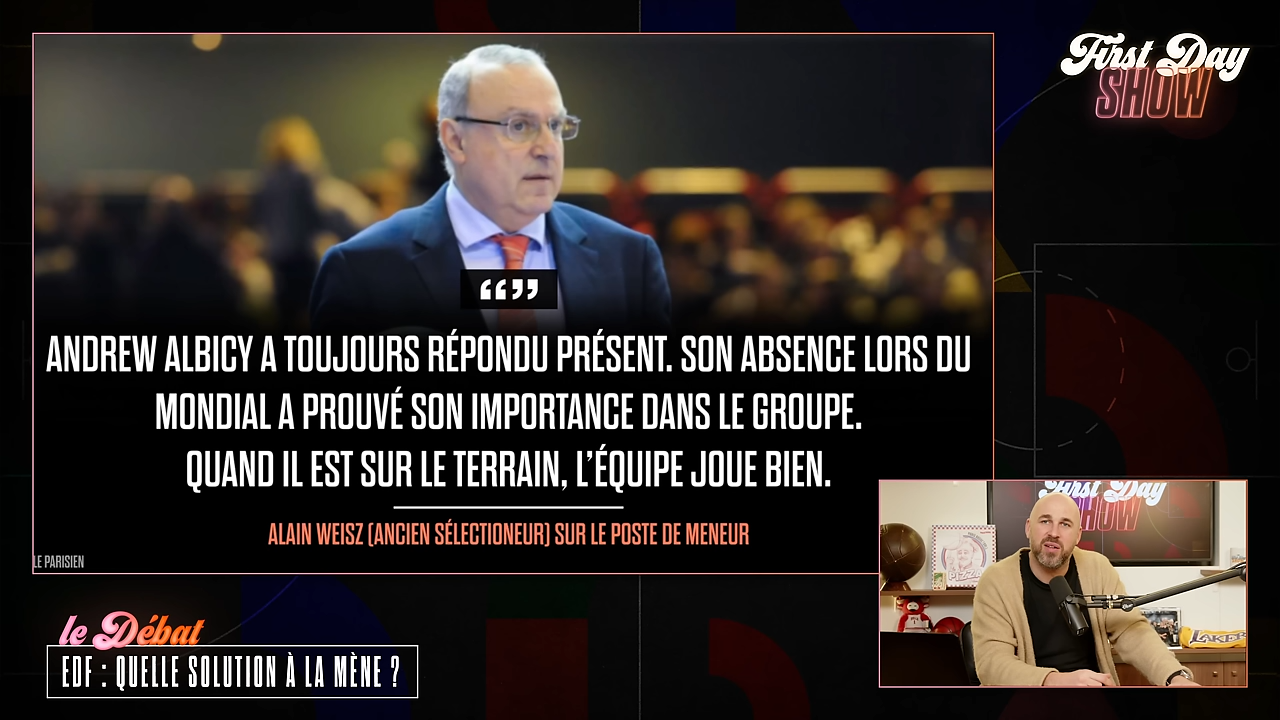 First Day
SHOW
“”
ANDREW ALBICY A TOUJOURS RÉPONDU PRÉSENT. SON ABSENCE LORS DU
MONDIAL A PROUVÉ SON IMPORTANCE DANS LE GROUPE.
QUAND IL EST SUR LE TERRAIN, L’ÉQUIPE JOUE BIEN.
ALAIN WEISZ (ANCIEN SÉLECTIONEUR) SUR LE POSTE DE MENEUR
LE PARISIEN
First Day
SHOW
PIZZA
LAKERS
le Débat
EDF : QUELLE SOLUTION À LA MÈNE ?